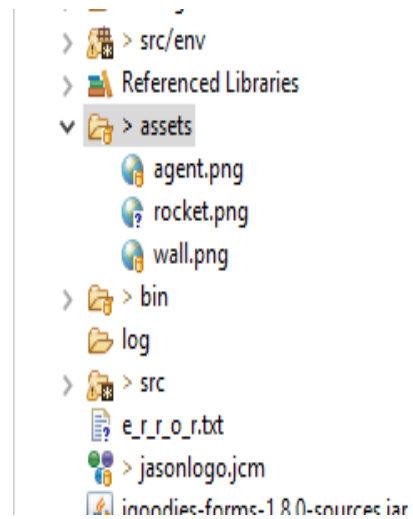 > src/env
Referenced Libraries
> assets
agent.png
rocket.png
wall.png
> bin
log
> src
e_r_r_o_r.txt
> jasonlogo.jcm
jgoodies-forms-1.8.0-sources.jar